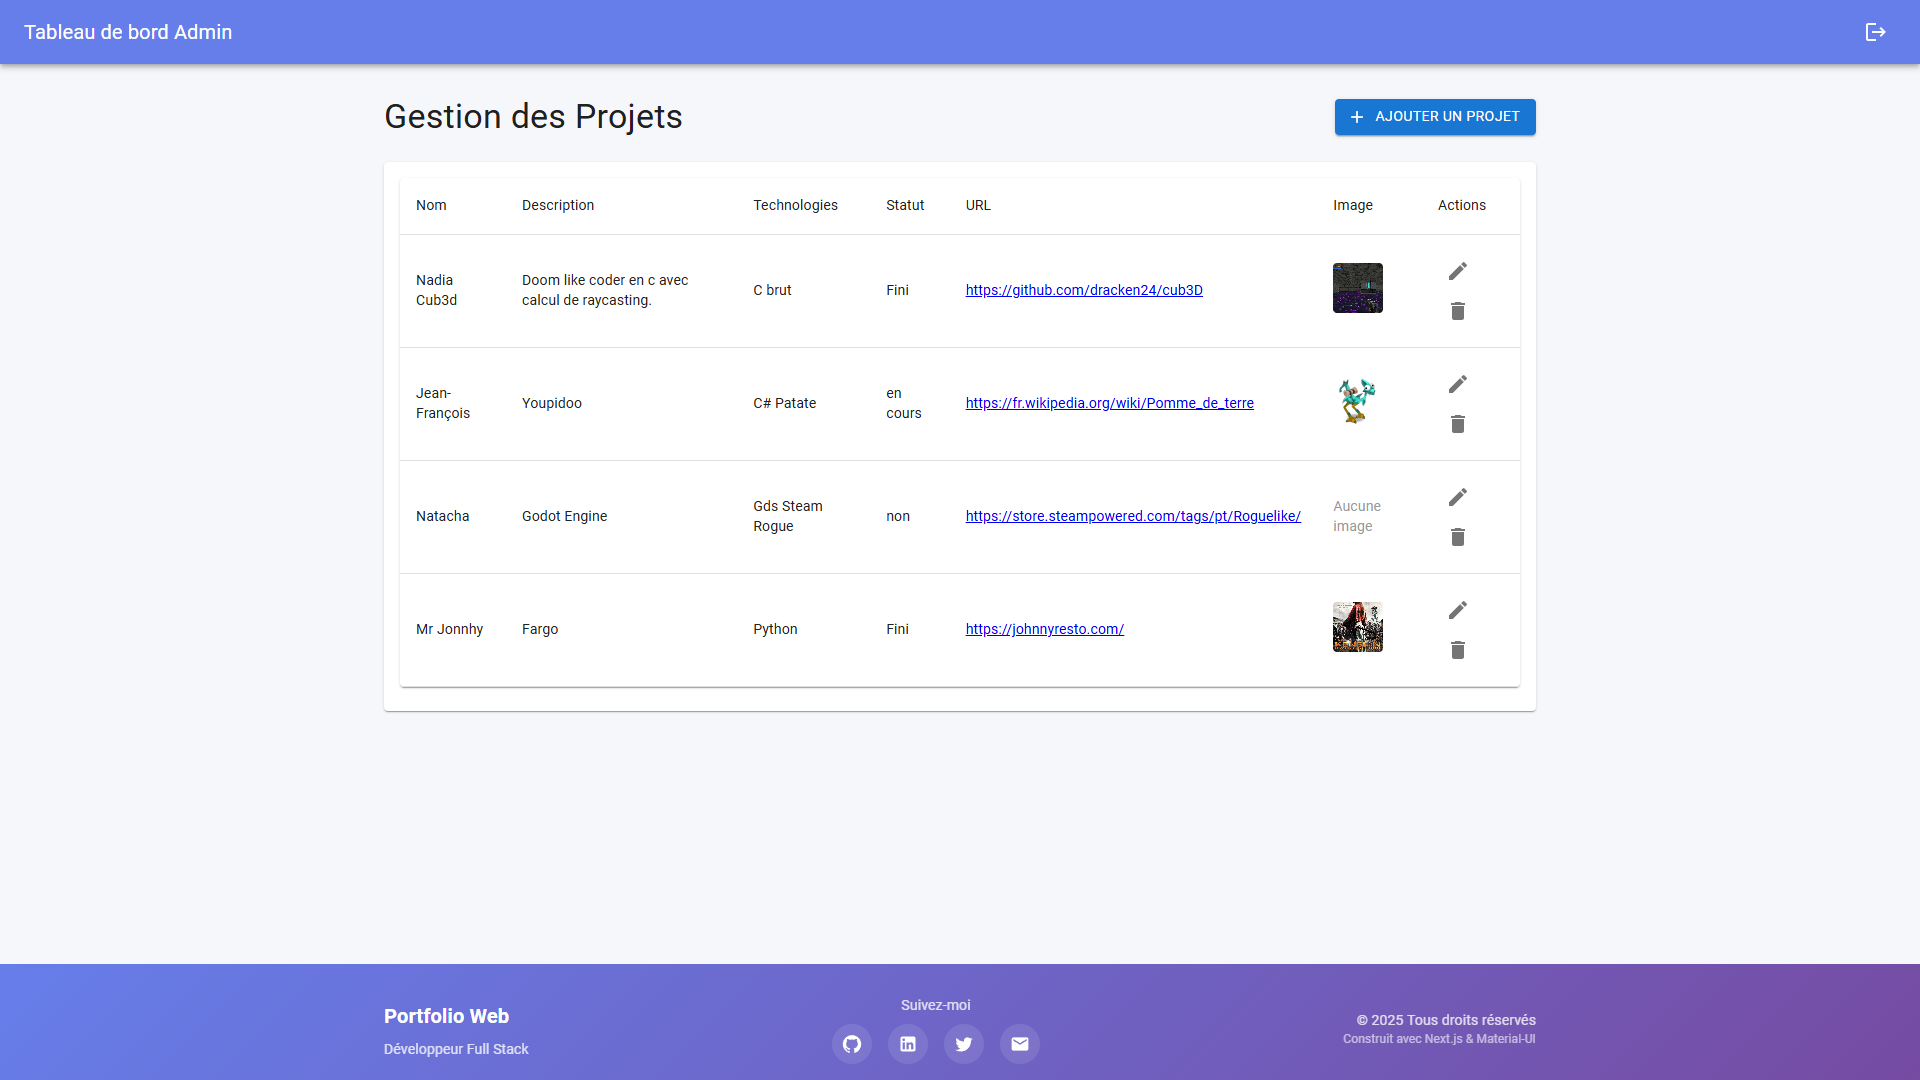 Tableau de bord Admin
Gestion des Projets
AJOUTER UN PROJET
Nom Description Technologies Statut URL Image Actions
Nadia
Cub3d
Doom like coder en c avec
calcul de raycasting.
C brut
Fini
https://github.com/dracken24/cub3D
Jean-
François
Youpidoo
C# Patate
en
cours
https://fr.wikipedia.org/wiki/Pomme_de_terre
Natacha
Godot Engine
Gds Steam
Rogue
non
https://store.steampowered.com/tags/pt/Roguelike/
Aucune
image
Mr Jonnhy
Fargo
Python
Fini
https://johnnyresto.com/
Portfolio Web
Développeur Full Stack
Suivez-moi
© 2025 Tous droits réservés
Construit avec Next.js & Material-UI